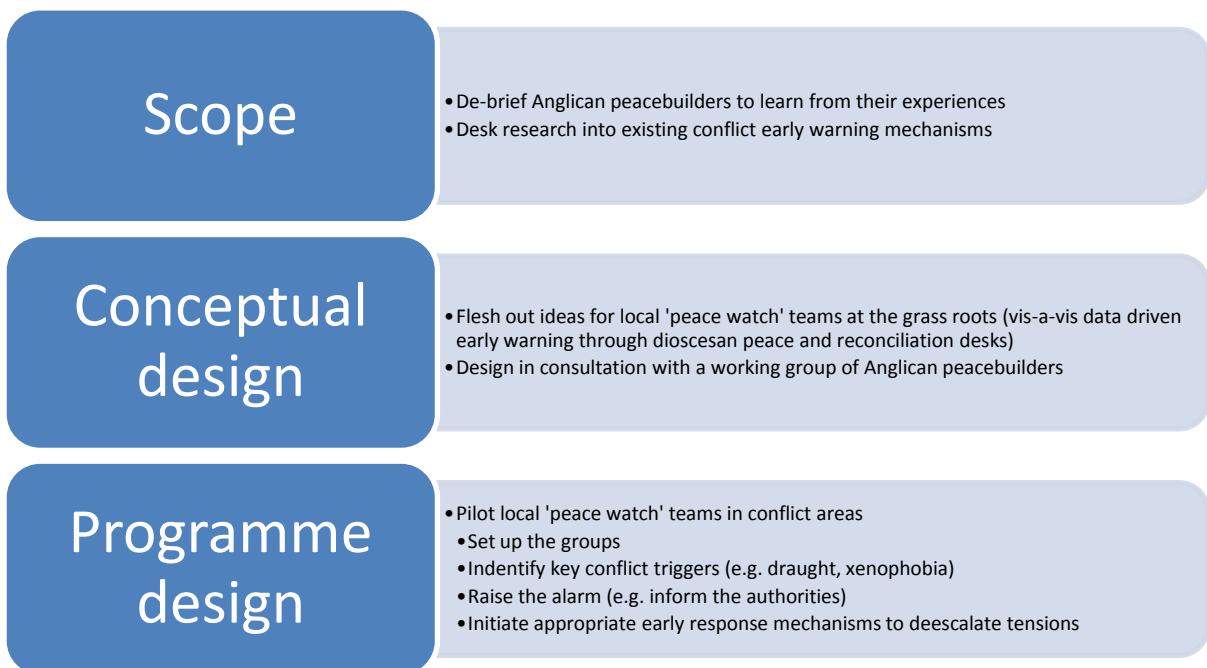 Scope
•De-brief Anglican peacebuilders to learn from their experiences
•Desk research into existing conflict early warning mechanisms
Conceptual
design
•Flesh out ideas for local 'peace watch' teams at the grass roots (vis-a-vis data driven
early warning through dioscesan peace and reconciliation desks)
•Design in consultation with a working group of Anglican peacebuilders
Programme
design
•Pilot local 'peace watch' teams in conflict areas
•Set up the groups
•Indentify key conflict triggers (e.g. draught, xenophobia)
•Raise the alarm (e.g. inform the authorities)
•Initiate appropriate early response mechanisms to deescalate tensions